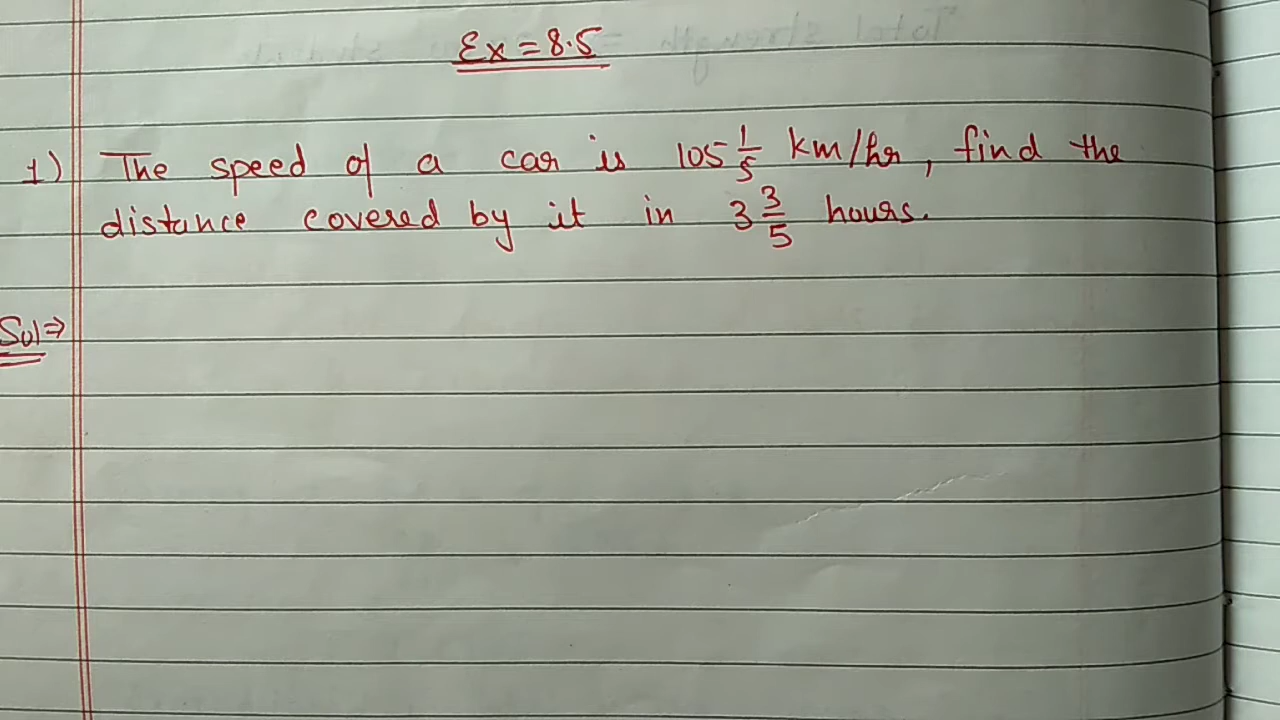 Ex = 8.5
1) The speed of a car is 105 1/5 km/hr, find the
distance covered by it in 3 3/5 hours.
Sol ⇒